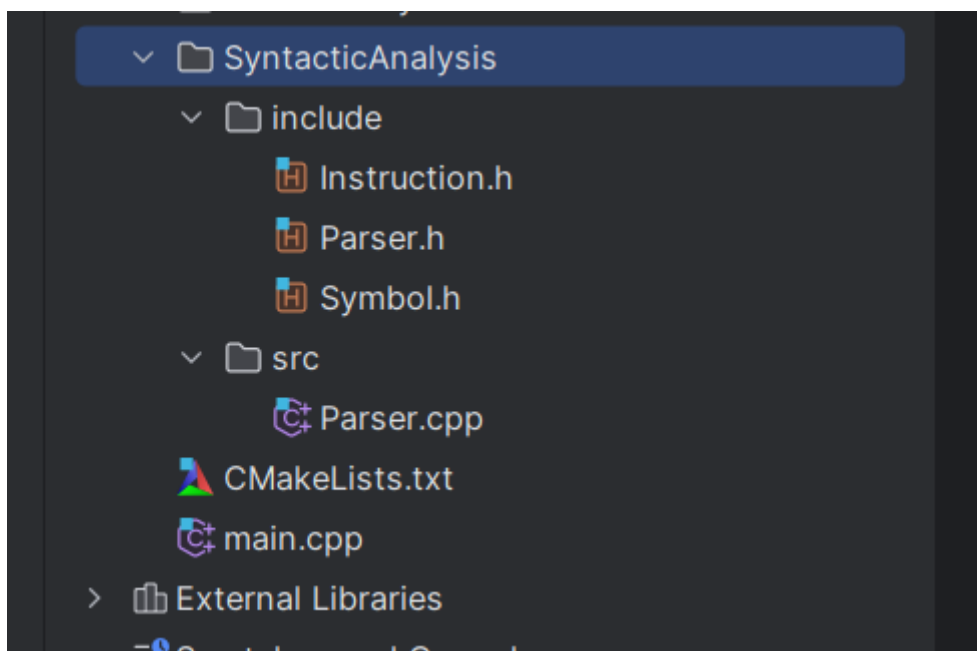 SyntacticAnalysis
include
Instruction.h
Parser.h
Symbol.h
src
Parser.cpp
CMakeLists.txt
main.cpp
External Libraries